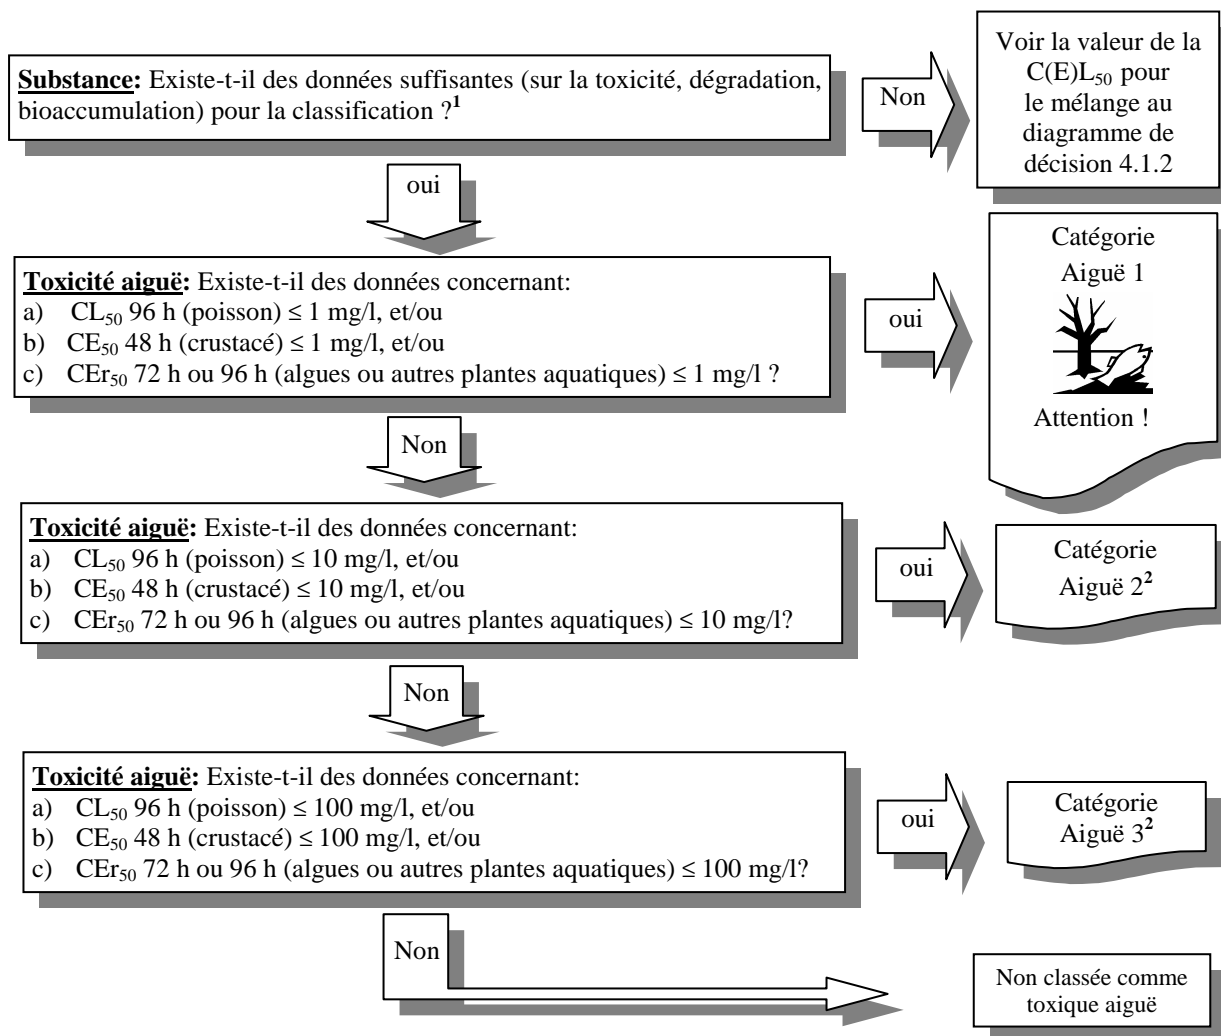 Substance: Existe-t-il des données suffisantes (sur la toxicité, dégradation,
bioaccumulation) pour la classification ?¹
Non
Voir la valeur de la
C(E)L₅₀ pour
le mélange au
diagramme de
décision 4.1.2
oui
Toxicité aiguë: Existe-t-il des données concernant:
a) CL₅₀ 96 h (poisson) ≤ 1 mg/l, et/ou
b) CE₅₀ 48 h (crustacé) ≤ 1 mg/l, et/ou
c) CEr₅₀ 72 h ou 96 h (algues ou autres plantes aquatiques) ≤ 1 mg/l ?
oui
Catégorie
Aiguë 1
Attention !
Non
Toxicité aiguë: Existe-t-il des données concernant:
a) CL₅₀ 96 h (poisson) ≤ 10 mg/l, et/ou
b) CE₅₀ 48 h (crustacé) ≤ 10 mg/l, et/ou
c) CEr₅₀ 72 h ou 96 h (algues ou autres plantes aquatiques) ≤ 10 mg/l?
oui
Catégorie
Aiguë 2²
Non
Toxicité aiguë: Existe-t-il des données concernant:
a) CL₅₀ 96 h (poisson) ≤ 100 mg/l, et/ou
b) CE₅₀ 48 h (crustacé) ≤ 100 mg/l, et/ou
c) CEr₅₀ 72 h ou 96 h (algues ou autres plantes aquatiques) ≤ 100 mg/l?
oui
Catégorie
Aiguë 3²
Non
Non classée comme
toxique aiguë